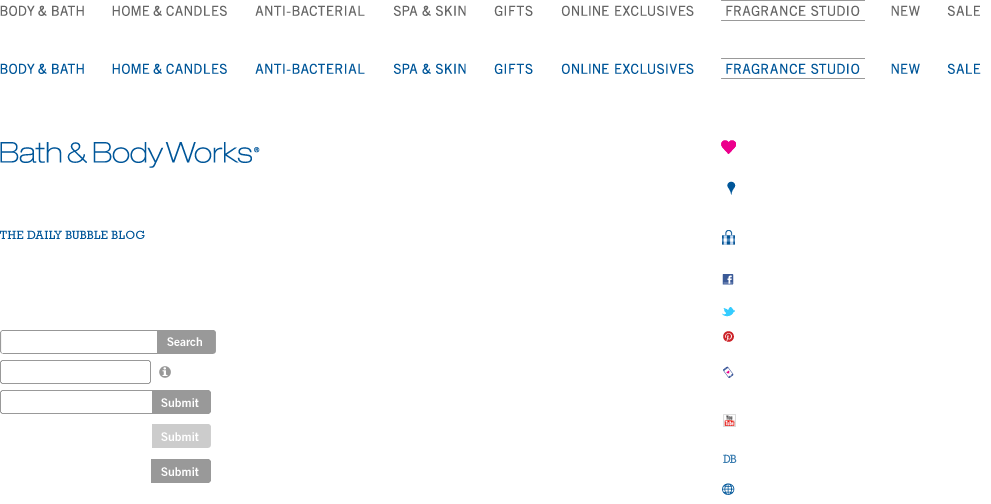 BODY & BATH HOME & CANDLES ANTI-BACTERIAL SPA & SKIN GIFTS ONLINE EXCLUSIVES FRAGRANCE STUDIO NEW SALE
BODY & BATH HOME & CANDLES ANTI-BACTERIAL SPA & SKIN GIFTS ONLINE EXCLUSIVES FRAGRANCE STUDIO NEW SALE
Bath & Body Works®
THE DAILY BUBBLE BLOG
f
Search
i
Submit
You Tube
Submit
DB
Submit